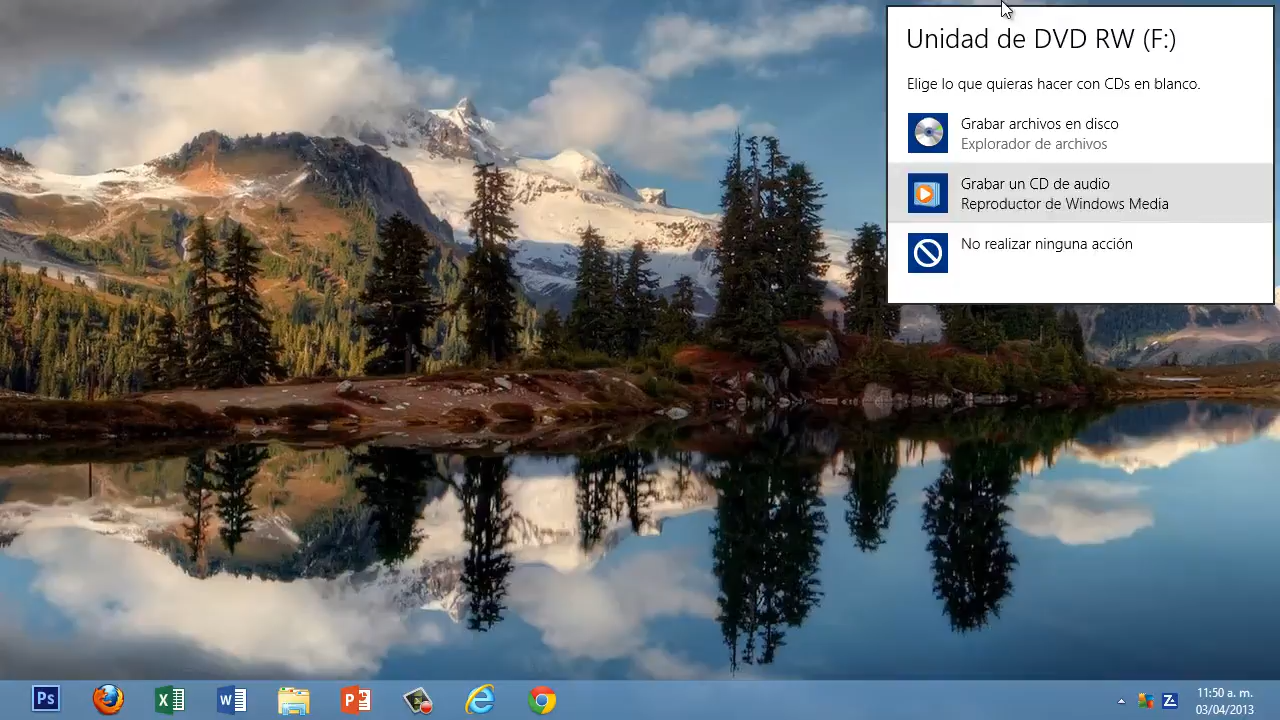 Unidad de DVD RW (F:)
Elige lo que quieras hacer con CDs en blanco.
Grabar archivos en disco
Explorador de archivos
Grabar un CD de audio
Reproductor de Windows Media
No realizar ninguna acción
Ps
X
W
P
Z
11:50 a. m.
03/04/2013